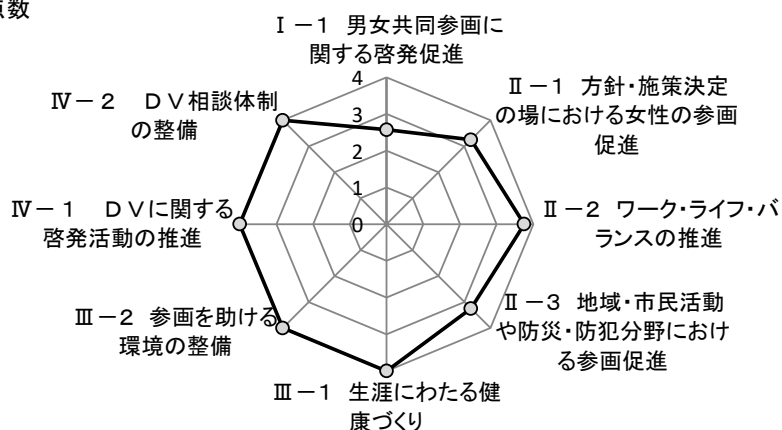 点数
Ⅰ－1 男女共同参画に
関する啓発促進
Ⅱ－1 方針・施策決定
の場における女性の参画
促進
Ⅱ－2 ワーク・ライフ・バ
ランスの推進
Ⅱ－3 地域・市民活動
や防災・防犯分野におけ
る参画促進
Ⅲ－1 生涯にわたる健
康づくり
Ⅲ－2 参画を助ける
環境の整備
Ⅳ－1 ＤＶに関する
啓発活動の推進
Ⅳ－2 ＤＶ相談体制
の整備
4
3
2
1
0